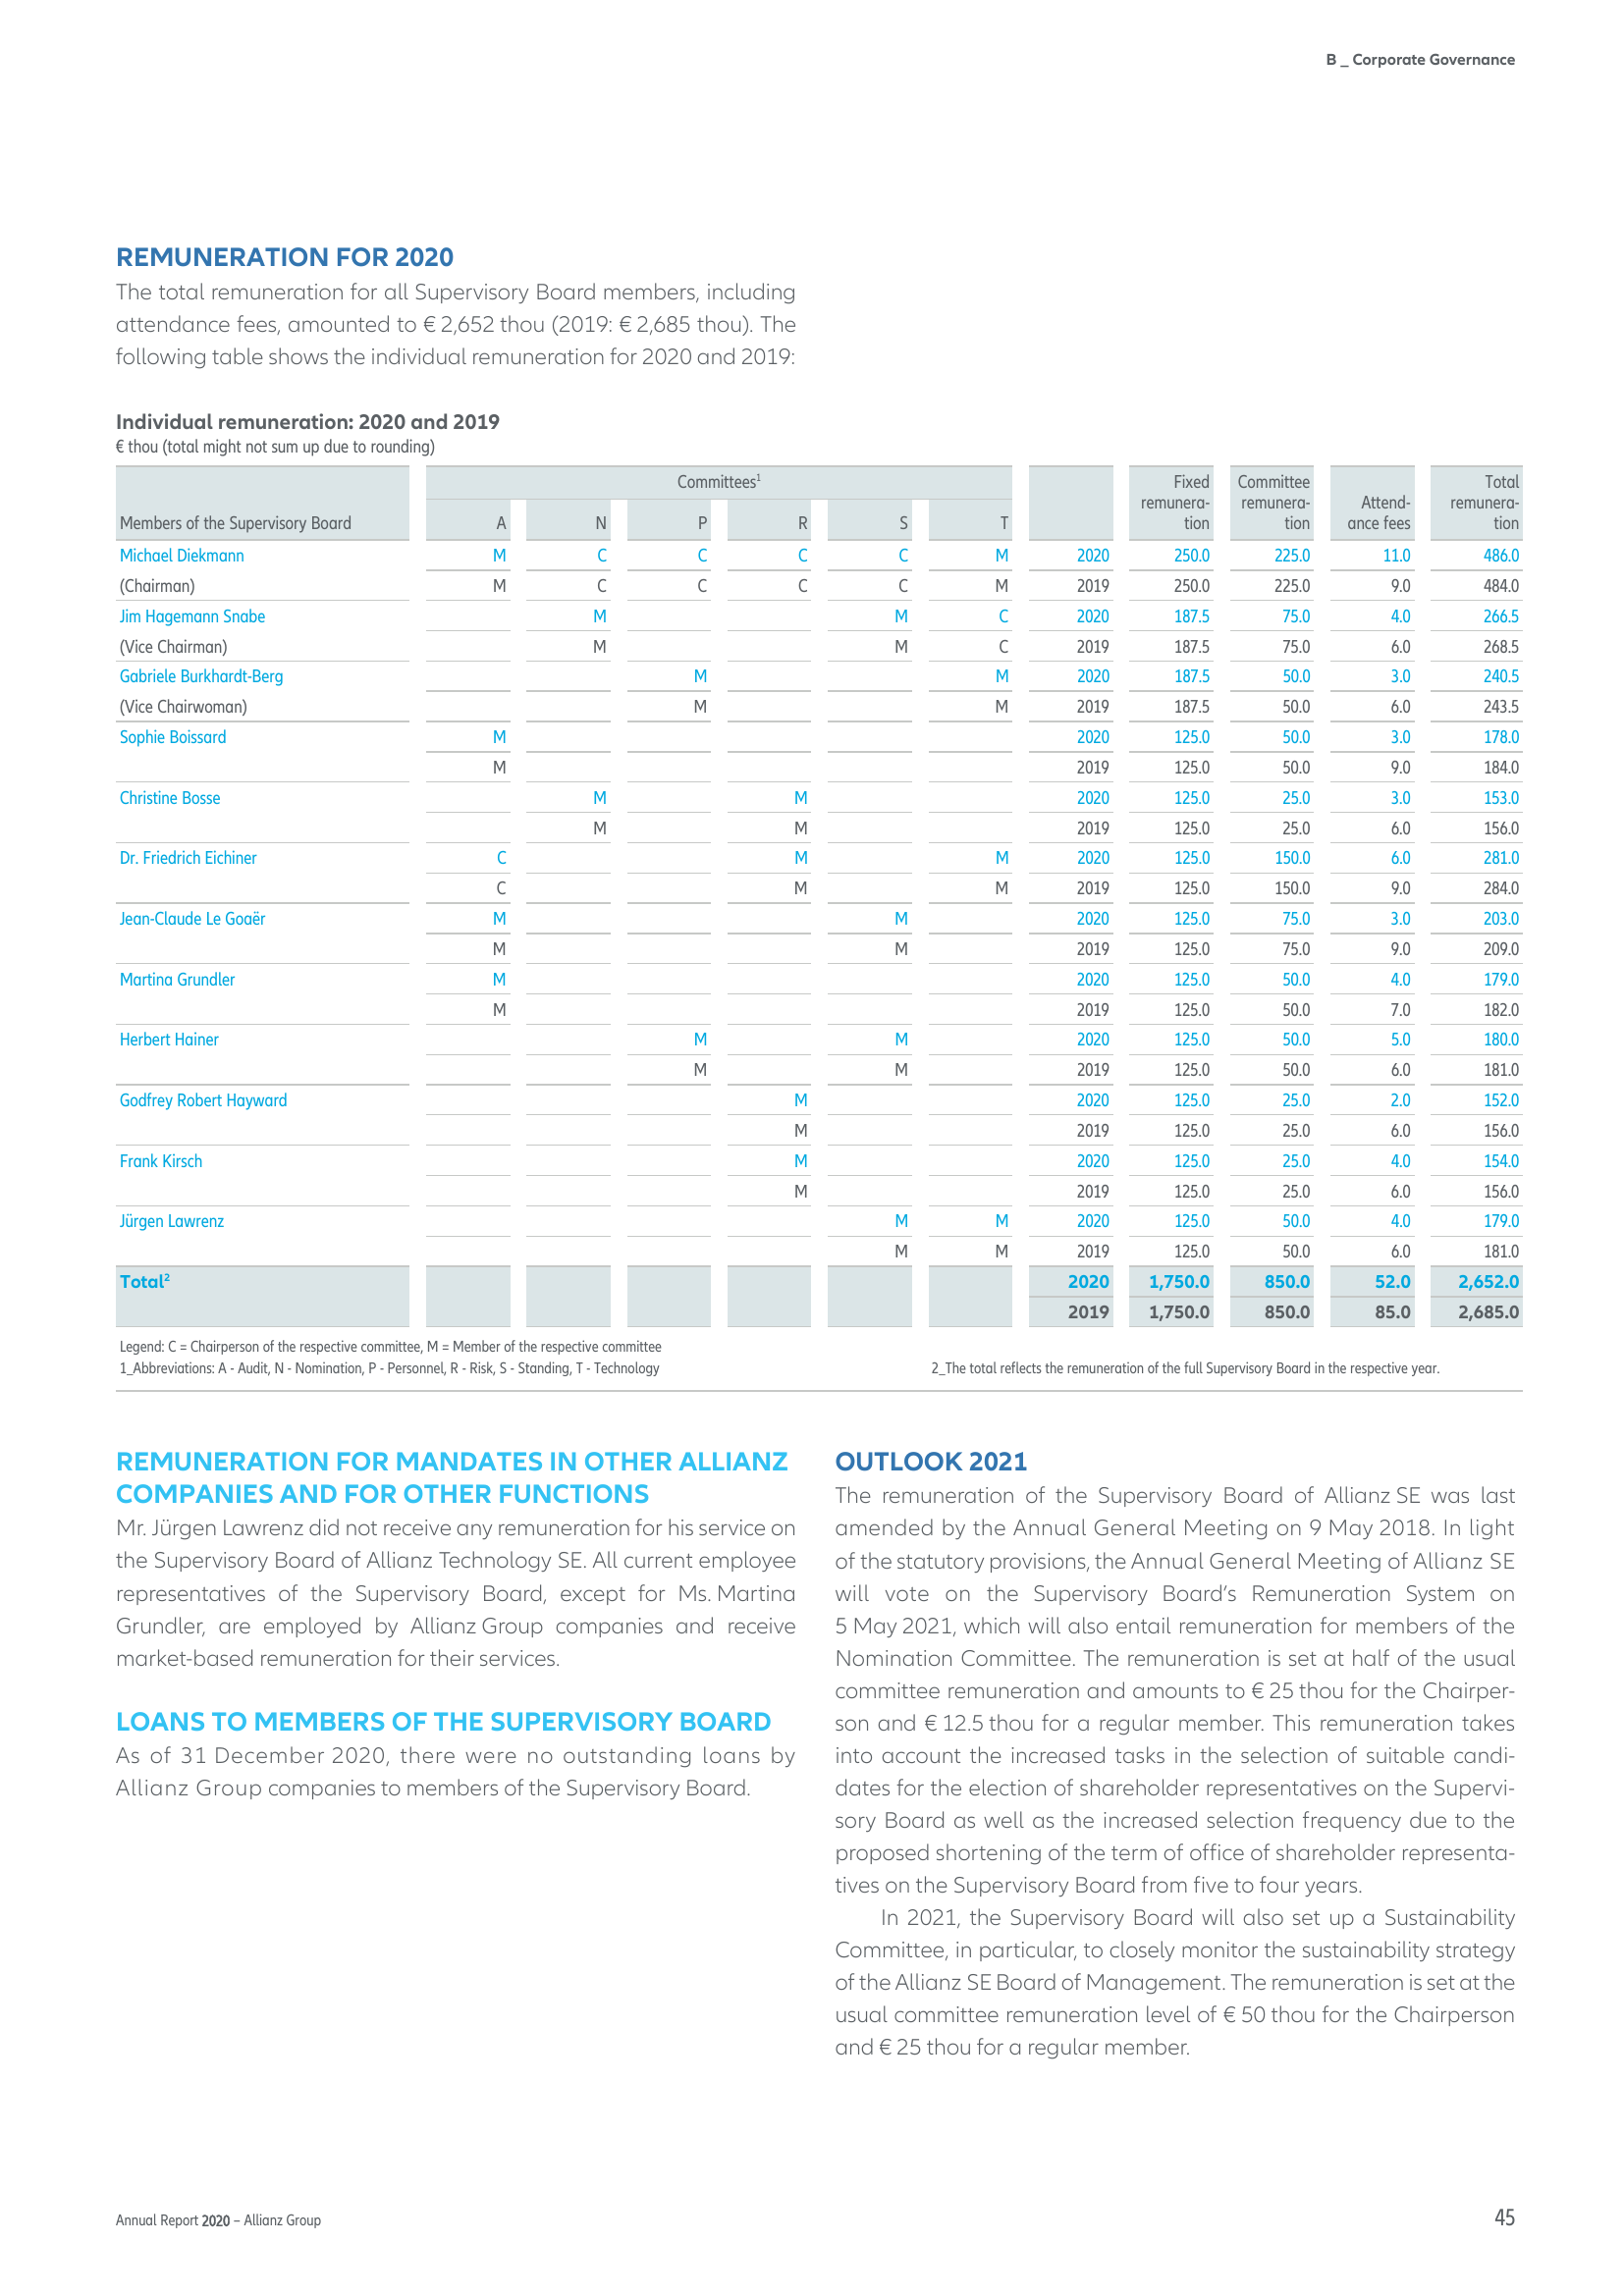 B _ Corporate Governance
REMUNERATION FOR 2020
The total remuneration for all Supervisory Board members, including
attendance fees, amounted to € 2,652 thou (2019: € 2,685 thou). The
following table shows the individual remuneration for 2020 and 2019:
Individual remuneration: 2020 and 2019
€ thou (total might not sum up due to rounding)
Members of the Supervisory Board Committees¹ A N P R S T Fixed remunera-tion Committee remunera-tion Attend-ance fees Total remunera-tion
Michael Diekmann M C C C C M 2020 250.0 225.0 11.0 486.0
(Chairman) M C C C C M 2019 250.0 225.0 9.0 484.0
Jim Hagemann Snabe M M C 2020 187.5 75.0 4.0 266.5
(Vice Chairman) M M C 2019 187.5 75.0 6.0 268.5
Gabriele Burkhardt-Berg M M 2020 187.5 50.0 3.0 240.5
(Vice Chairwoman) M M 2019 187.5 50.0 6.0 243.5
Sophie Boissard M 2020 125.0 50.0 3.0 178.0
M 2019 125.0 50.0 9.0 184.0
Christine Bosse M M 2020 125.0 25.0 3.0 153.0
M M 2019 125.0 25.0 6.0 156.0
Dr. Friedrich Eichiner C M M 2020 125.0 150.0 6.0 281.0
C M M 2019 125.0 150.0 9.0 284.0
Jean-Claude Le Goaër M M 2020 125.0 75.0 3.0 203.0
M M 2019 125.0 75.0 9.0 209.0
Martina Grundler M 2020 125.0 50.0 4.0 179.0
M 2019 125.0 50.0 7.0 182.0
Herbert Hainer M M 2020 125.0 50.0 5.0 180.0
M M 2019 125.0 50.0 6.0 181.0
Godfrey Robert Hayward M 2020 125.0 25.0 2.0 152.0
M 2019 125.0 25.0 6.0 156.0
Frank Kirsch M 2020 125.0 25.0 4.0 154.0
M 2019 125.0 25.0 6.0 156.0
Jürgen Lawrenz M M 2020 125.0 50.0 4.0 179.0
M M 2019 125.0 50.0 6.0 181.0
Total² 2020 1,750.0 850.0 52.0 2,652.0
2019 1,750.0 850.0 85.0 2,685.0
Legend: C = Chairperson of the respective committee, M = Member of the respective committee
1_Abbreviations: A - Audit, N - Nomination, P - Personnel, R - Risk, S - Standing, T - Technology
2_The total reflects the remuneration of the full Supervisory Board in the respective year.
REMUNERATION FOR MANDATES IN OTHER ALLIANZ
COMPANIES AND FOR OTHER FUNCTIONS
Mr. Jürgen Lawrenz did not receive any remuneration for his service on
the Supervisory Board of Allianz Technology SE. All current employee
representatives of the Supervisory Board, except for Ms. Martina
Grundler, are employed by Allianz Group companies and receive
market-based remuneration for their services.
LOANS TO MEMBERS OF THE SUPERVISORY BOARD
As of 31 December 2020, there were no outstanding loans by
Allianz Group companies to members of the Supervisory Board.
OUTLOOK 2021
The remuneration of the Supervisory Board of Allianz SE was last
amended by the Annual General Meeting on 9 May 2018. In light
of the statutory provisions, the Annual General Meeting of Allianz SE
will vote on the Supervisory Board's Remuneration System on
5 May 2021, which will also entail remuneration for members of the
Nomination Committee. The remuneration is set at half of the usual
committee remuneration and amounts to € 25 thou for the Chairper-
son and € 12.5 thou for a regular member. This remuneration takes
into account the increased tasks in the selection of suitable candi-
dates for the election of shareholder representatives on the Supervi-
sory Board as well as the increased selection frequency due to the
proposed shortening of the term of office of shareholder representa-
tives on the Supervisory Board from five to four years.
In 2021, the Supervisory Board will also set up a Sustainability
Committee, in particular, to closely monitor the sustainability strategy
of the Allianz SE Board of Management. The remuneration is set at the
usual committee remuneration level of € 50 thou for the Chairperson
and € 25 thou for a regular member.
Annual Report 2020 – Allianz Group
45